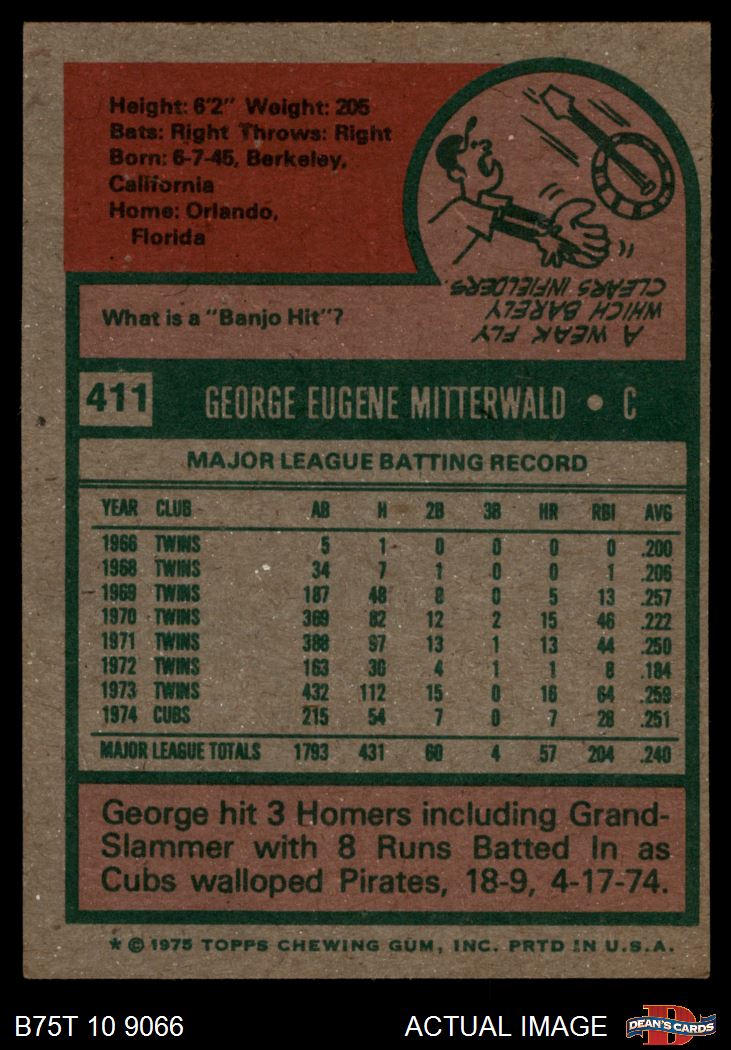 Height: 6'2" Weight: 205
Bats: Right Throws: Right
Born: 6-7-45, Berkeley,
California
Home: Orlando,
Florida
What is a "Banjo Hit"?
A WEAK FLY
WHICH BARELY
CLEARS INFIELDERS.
411 GEORGE EUGENE MITTERWALD • C
MAJOR LEAGUE BATTING RECORD
YEAR CLUB AB H 2B 3B HR RBI AVG
1966 TWINS 5 1 0 0 0 0 .200
1968 TWINS 34 7 1 0 0 1 .206
1969 TWINS 187 48 8 0 5 13 .257
1970 TWINS 369 82 12 2 15 46 .222
1971 TWINS 388 97 13 1 13 44 .250
1972 TWINS 163 30 4 1 1 8 .184
1973 TWINS 432 112 15 0 16 64 .259
1974 CUBS 215 54 7 0 7 28 .251
MAJOR LEAGUE TOTALS 1793 431 60 4 57 204 .240
George hit 3 Homers including Grand-
Slammer with 8 Runs Batted In as
Cubs walloped Pirates, 18-9, 4-17-74.
* © 1975 TOPPS CHEWING GUM, INC. PRTD IN U.S.A.
B75T 10 9066 ACTUAL IMAGE D DEAN'S CARDS